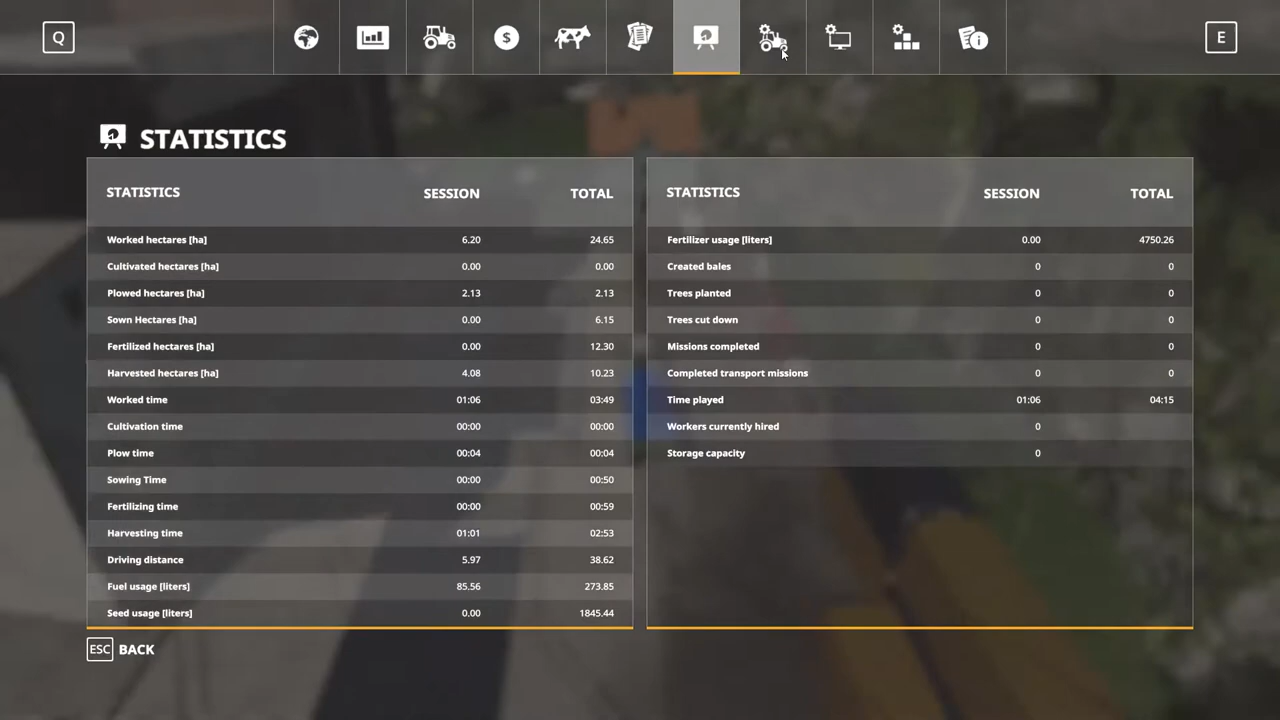 Q
$
E
STATISTICS
STATISTICS SESSION TOTAL
Worked hectares [ha] 6.20 24.65
Cultivated hectares [ha] 0.00 0.00
Plowed hectares [ha] 2.13 2.13
Sown Hectares [ha] 0.00 6.15
Fertilized hectares [ha] 0.00 12.30
Harvested hectares [ha] 4.08 10.23
Worked time 01:06 03:49
Cultivation time 00:00 00:00
Plow time 00:04 00:04
Sowing Time 00:00 00:50
Fertilizing time 00:00 00:59
Harvesting time 01:01 02:53
Driving distance 5.97 38.62
Fuel usage [liters] 85.56 273.85
Seed usage [liters] 0.00 1845.44
STATISTICS SESSION TOTAL
Fertilizer usage [liters] 0.00 4750.26
Created bales 0 0
Trees planted 0 0
Trees cut down 0 0
Missions completed 0 0
Completed transport missions 0 0
Time played 01:06 04:15
Workers currently hired 0
Storage capacity 0
ESC BACK